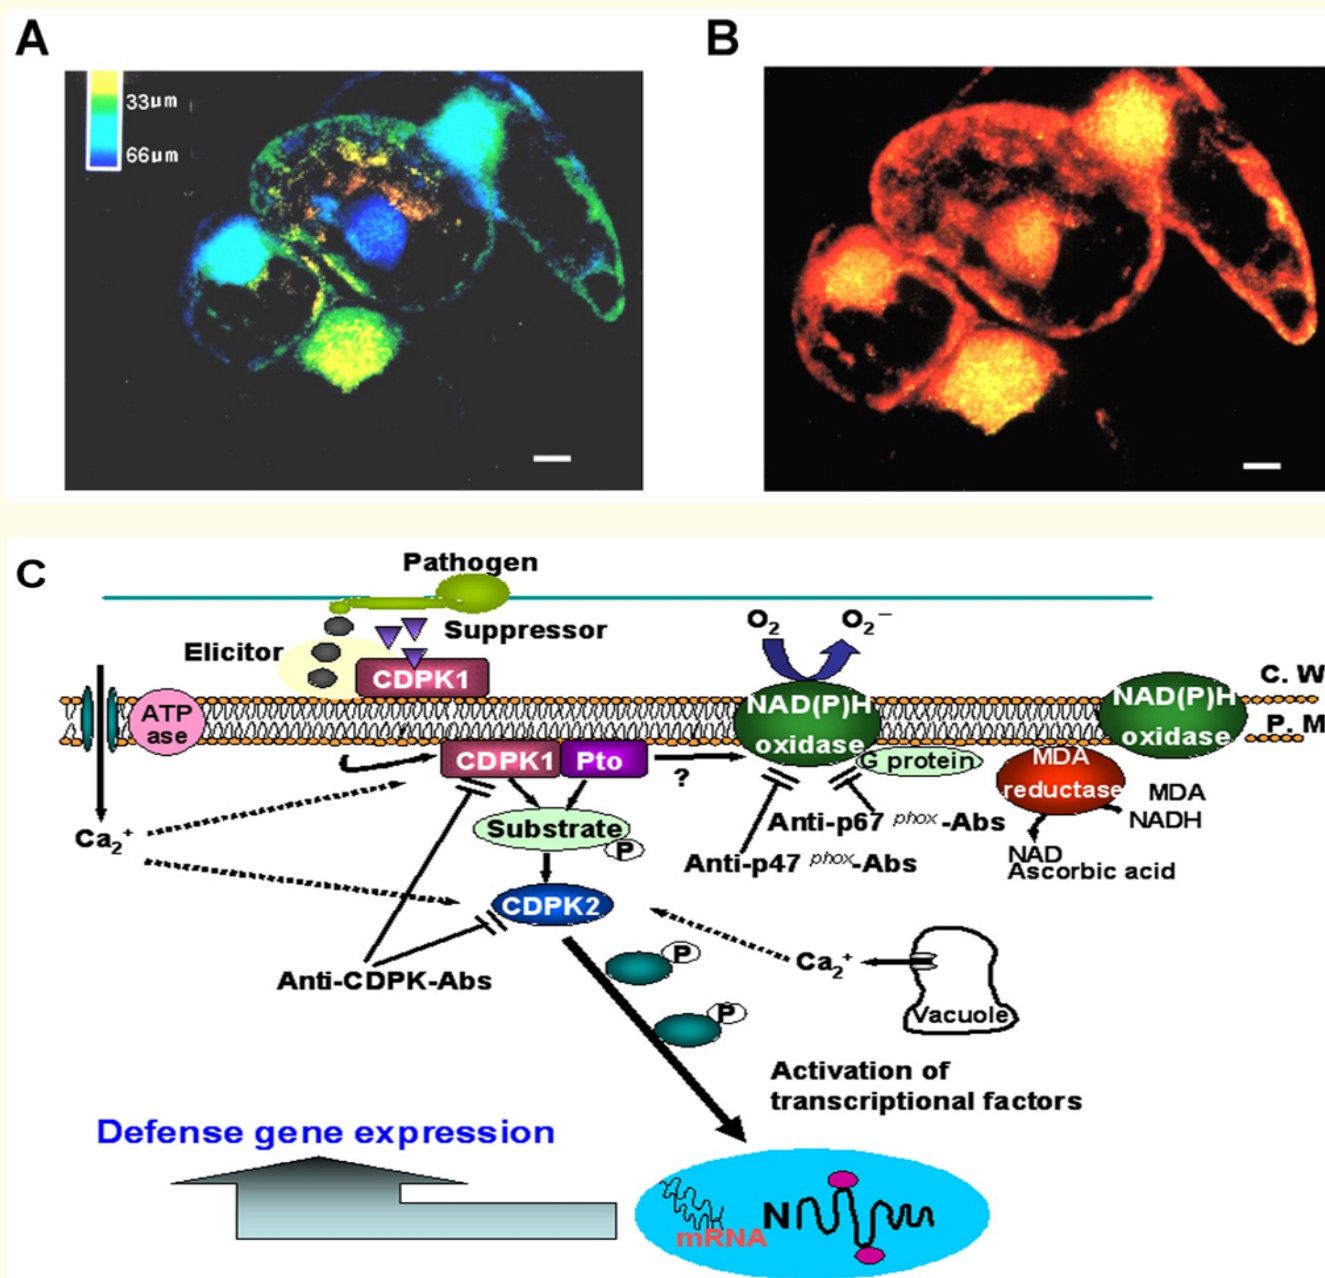 A
33µm
66µm
B
C
Pathogen
Elicitor
Suppressor
CDPK1
O₂ O₂⁻
C. W
ATP
ase
NAD(P)H
oxidase
NAD(P)H
oxidase
P. M
CDPK1
Pto
?
G protein
MDA
reductase
MDA
NADH
Ca₂⁺
Substrate
P
Anti-p67 phox-Abs
Anti-p47 phox-Abs
NAD
Ascorbic acid
CDPK2
Anti-CDPK-Abs
P
Ca₂⁺
Vacuole
P
Activation of
transcriptional factors
Defense gene expression
mRNA
N